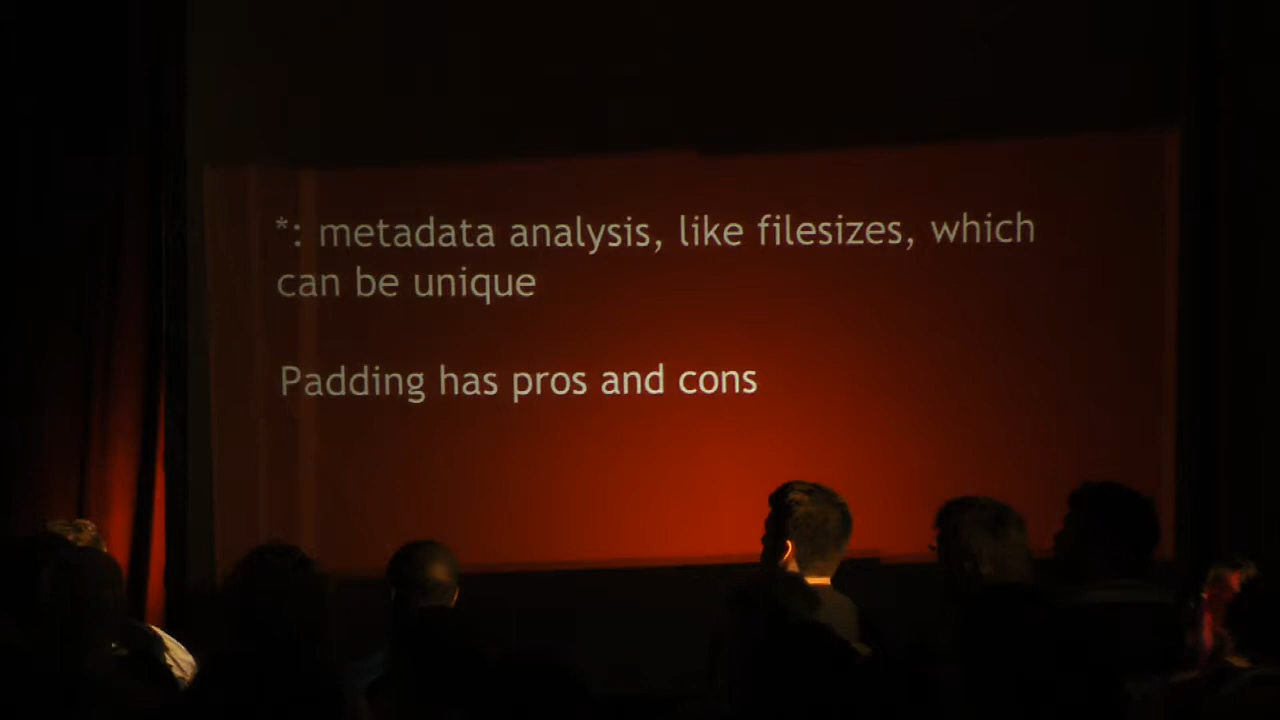 *: metadata analysis, like filesizes, which
can be unique
Padding has pros and cons